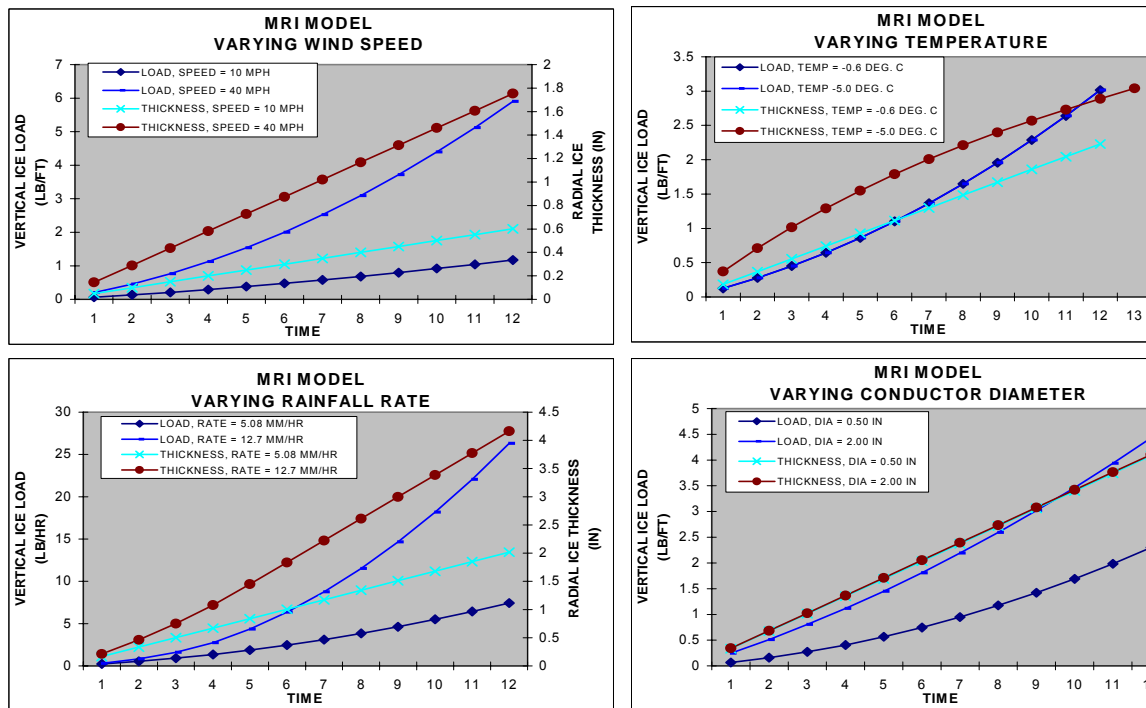 MRI MODEL
VARYING WIND SPEED
VERTICAL ICE LOAD
(LB/FT)
7
6
5
4
3
2
1
0
LOAD, SPEED = 10 MPH
LOAD, SPEED = 40 MPH
THICKNESS, SPEED = 10 MPH
THICKNESS, SPEED = 40 MPH
2
1.8
1.6
1.4
1.2
1
0.8
0.6
0.4
0.2
0
RADIAL ICE
THICKNESS (IN)
1 2 3 4 5 6 7 8 9 10 11 12
TIME
MRI MODEL
VARYING TEMPERATURE
VERTICAL ICE LOAD
(LB/FT)
3.5
3
2.5
2
1.5
1
0.5
0
LOAD, TEMP = -0.6 DEG. C
LOAD, TEMP -5.0 DEG. C
THICKNESS, TEMP = -0.6 DEG. C
THICKNESS, TEMP = -5.0 DEG. C
1 2 3 4 5 6 7 8 9 10 11 12 13
TIME
MRI MODEL
VARYING RAINFALL RATE
VERTICAL ICE LOAD
(LB/HR)
30
25
20
15
10
5
0
LOAD, RATE = 5.08 MM/HR
LOAD, RATE = 12.7 MM/HR
THICKNESS, RATE = 5.08 MM/HR
THICKNESS, RATE = 12.7 MM/HR
4.5
4
3.5
3
2.5
2
1.5
1
0.5
0
RADIAL ICE THICKNESS
(IN)
1 2 3 4 5 6 7 8 9 10 11 12
TIME
MRI MODEL
VARYING CONDUCTOR DIAMETER
VERTICAL ICE LOAD
(LB/FT)
5
4.5
4
3.5
3
2.5
2
1.5
1
0.5
0
LOAD, DIA = 0.50 IN
LOAD, DIA = 2.00 IN
THICKNESS, DIA = 0.50 IN
THICKNESS, DIA = 2.00 IN
1 2 3 4 5 6 7 8 9 10 11
TIME